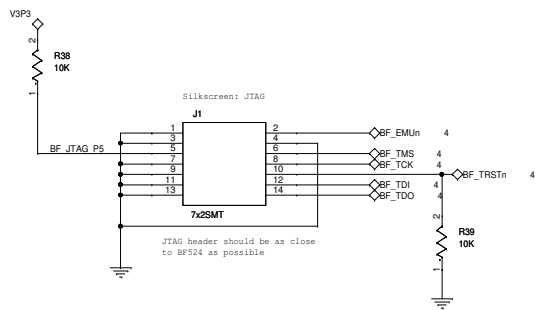 V3P3
2
R38
10K
1
Silkscreen: JTAG
J1
1 2 BF_EMUn 4
3 4
BF_JTAG_P5 5 6 BF_TMS 4
7 8 BF_TCK 4
9 10 BF_TRSTn 4
11 12 BF_TDI 4
13 14 BF_TDO 4
7x2SMT
2
R39
10K
1
JTAG header should be as close
to BF524 as possible